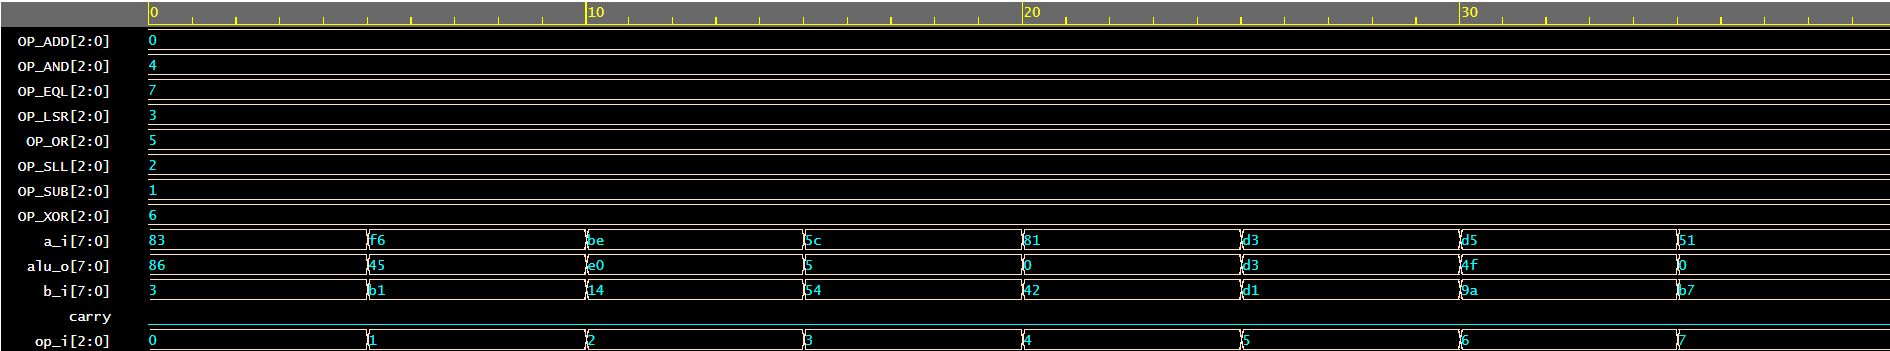 0 10 20 30
OP_ADD[2:0] 0
OP_AND[2:0] 4
OP_EQL[2:0] 7
OP_LSR[2:0] 3
OP_OR[2:0] 5
OP_SLL[2:0] 2
OP_SUB[2:0] 1
OP_XOR[2:0] 6
a_i[7:0] 83 f6 be 5c 81 d3 d5 51
alu_o[7:0] 86 45 e0 5 0 d3 4f 0
b_i[7:0] 3 b1 14 54 42 d1 9a b7
carry
op_i[2:0] 0 1 2 3 4 5 6 7